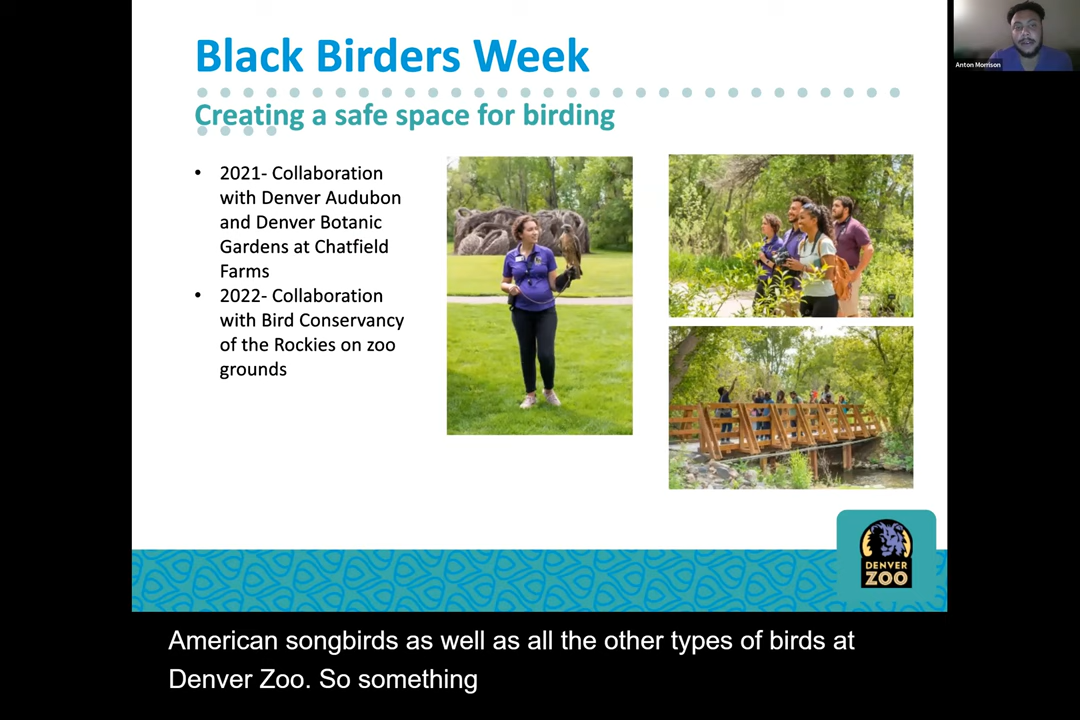 Black Birders Week
Creating a safe space for birding
• 2021- Collaboration
with Denver Audubon
and Denver Botanic
Gardens at Chatfield
Farms
• 2022- Collaboration
with Bird Conservancy
of the Rockies on zoo
grounds
DENVER
ZOO
Anton Morrison
American songbirds as well as all the other types of birds at
Denver Zoo. So something